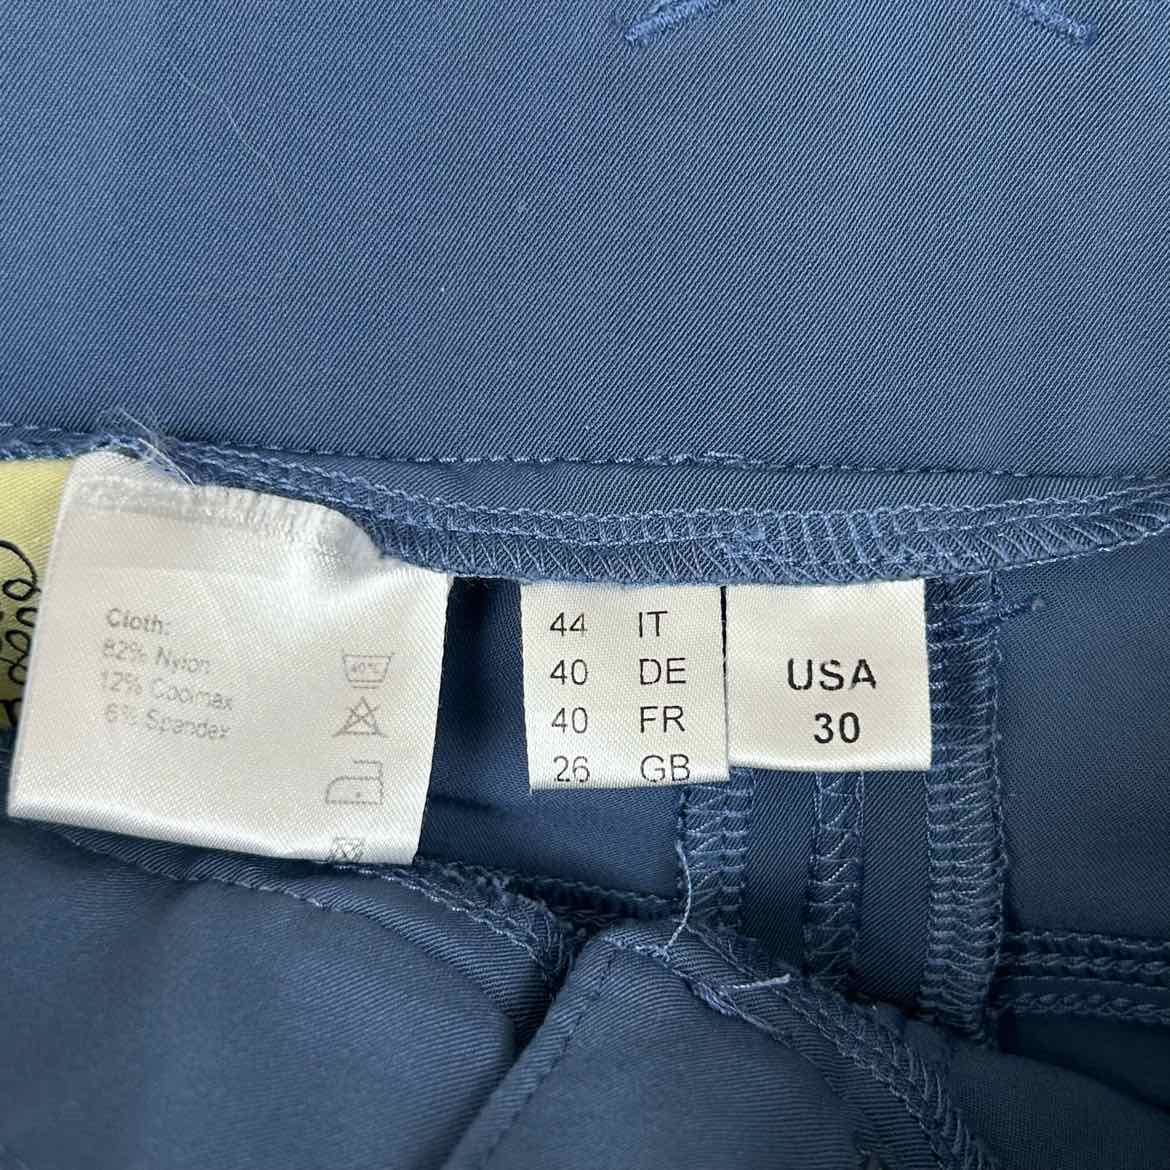 Cloth:
82% Nylon
12% Coolmax
6% Spandex
40°C
44 IT
40 DE
40 FR
26 GB
USA
30